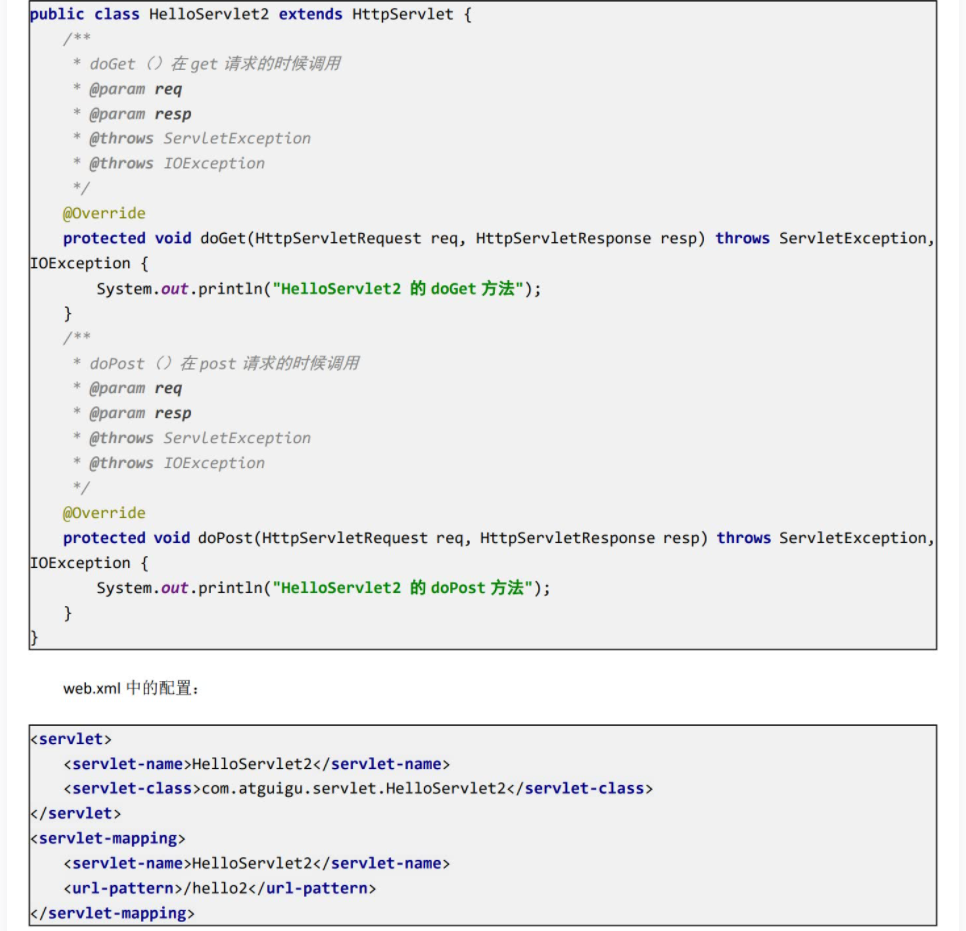 public class HelloServlet2 extends HttpServlet {
/**
* doGet（）在 get 请求的时候调用
* @param req
* @param resp
* @throws ServletException
* @throws IOException
*/
@Override
protected void doGet(HttpServletRequest req, HttpServletResponse resp) throws ServletException,
IOException {
System.out.println("HelloServlet2 的 doGet 方法");
}
/**
* doPost（）在 post 请求的时候调用
* @param req
* @param resp
* @throws ServletException
* @throws IOException
*/
@Override
protected void doPost(HttpServletRequest req, HttpServletResponse resp) throws ServletException,
IOException {
System.out.println("HelloServlet2 的 doPost 方法");
}
}
web.xml 中的配置：
<servlet>
<servlet-name>HelloServlet2</servlet-name>
<servlet-class>com.atguigu.servlet.HelloServlet2</servlet-class>
</servlet>
<servlet-mapping>
<servlet-name>HelloServlet2</servlet-name>
<url-pattern>/hello2</url-pattern>
</servlet-mapping>